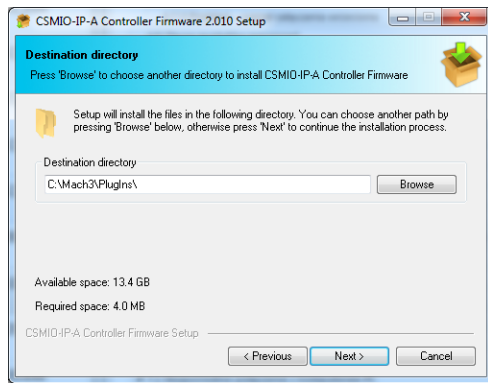 CSMIO-IP-A Controller Firmware 2.010 Setup
Destination directory
Press 'Browse' to choose another directory to install CSMIO-IP-A Controller Firmware
Setup will install the files in the following directory. You can choose another path by
pressing 'Browse' below, otherwise press 'Next' to continue the installation process.
Destination directory
C:\Mach3\PlugIns\
Browse
Available space: 13.4 GB
Required space: 4.0 MB
CSMIO-IP-A Controller Firmware Setup
< Previous
Next >
Cancel